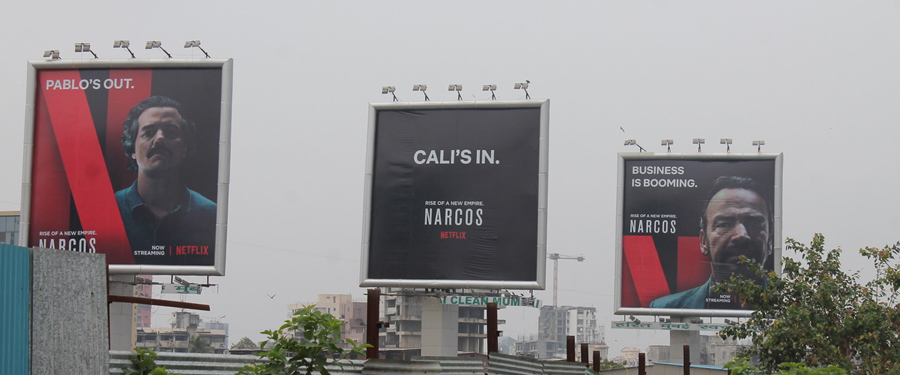 PABLO'S OUT.
RISE OF A NEW EMPIRE.
NARCOS
NOW
STREAMING
NETFLIX
CALI'S IN.
RISE OF A NEW EMPIRE.
NARCOS
NETFLIX
CLEAN MUM
BUSINESS
IS BOOMING.
RISE OF A NEW EMPIRE.
NARCOS
NOW
STREAMING